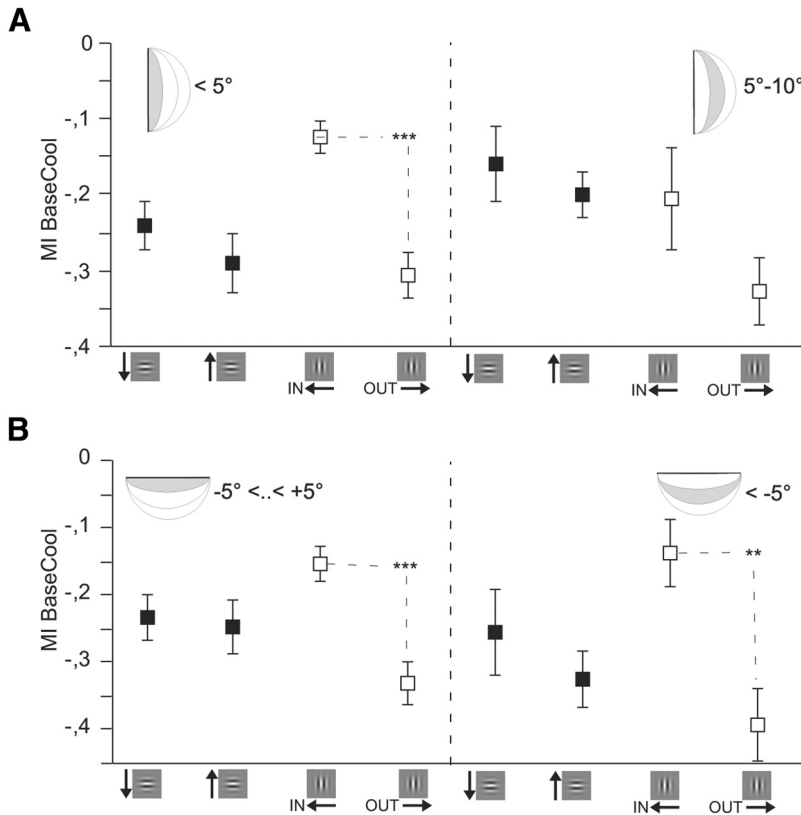 A
MI BaseCool
0
-,1
-,2
-,3
-,4
< 5°
***
5°-10°
IN OUT IN OUT
B
MI BaseCool
0
-,1
-,2
-,3
-,4
-5° <..< +5°
***
< -5°
**
IN OUT IN OUT